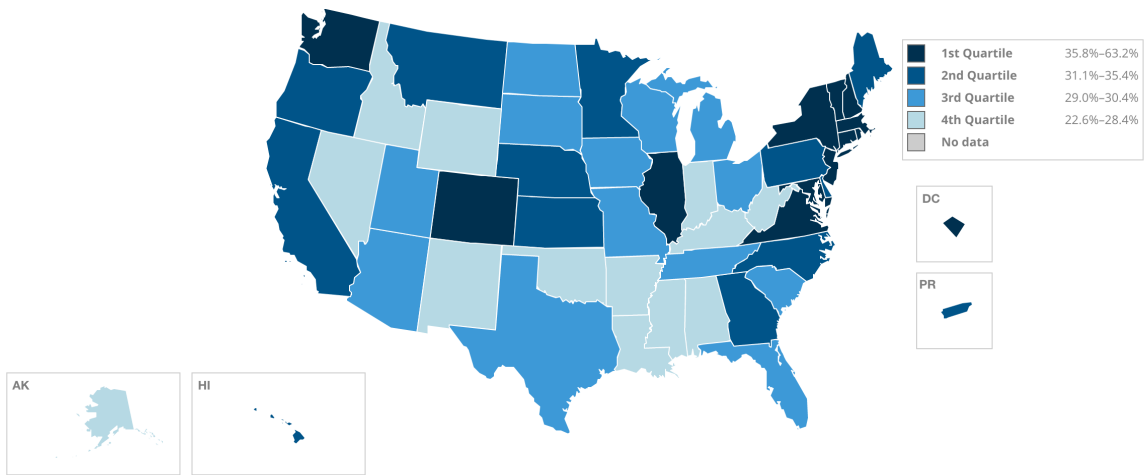 1st Quartile 35.8%–63.2%
2nd Quartile 31.1%–35.4%
3rd Quartile 29.0%–30.4%
4th Quartile 22.6%–28.4%
No data
DC
PR
AK
HI